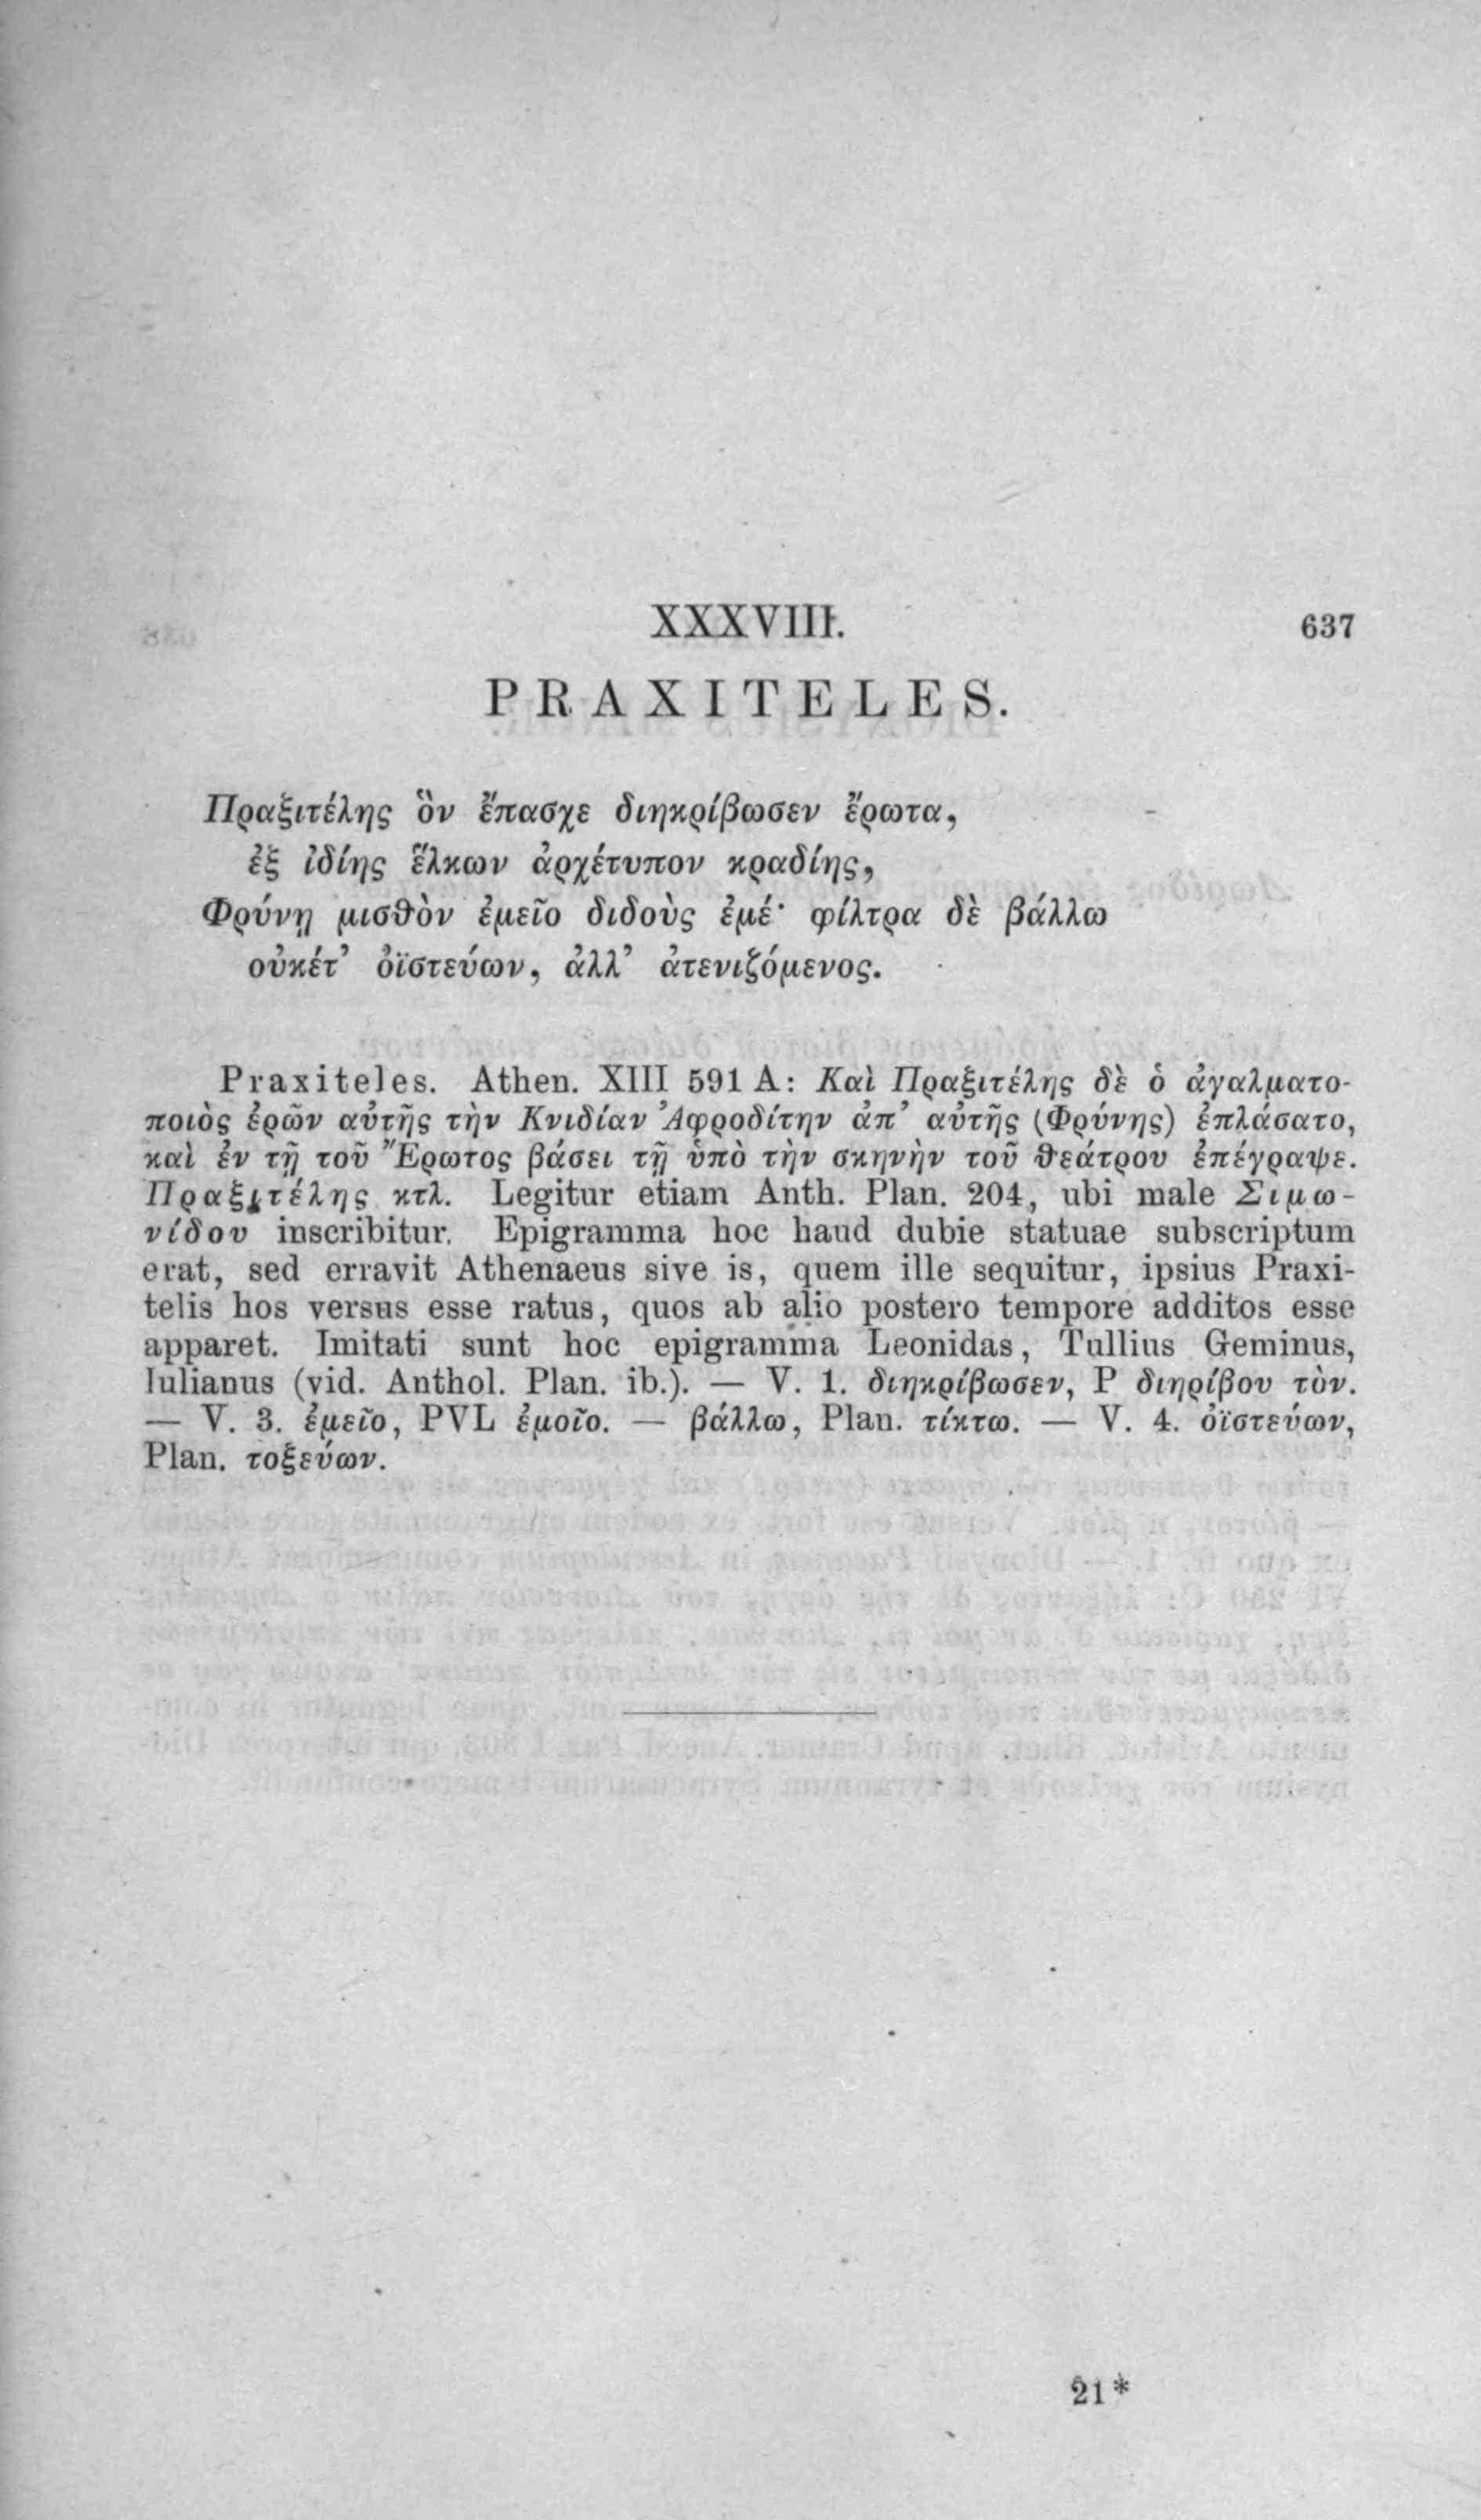 XXXVIII.
637
PRAXITELES.
Πραξιτέλης ὃν ἔπασχε διηκρίβωσεν ἔρωτα,
ἐξ ἰδίης ἕλκων ἀρχέτυπον κραδίης,
Φρύνῃ μισθὸν ἐμεῖο διδοὺς ἐμέ· φίλτρα δὲ βάλλω
οὐκέτ’ ὀϊστεύων, ἀλλ’ ἀτενιζόμενος.
Praxiteles. Athen. XIII 591 A: Καὶ Πραξιτέλης δὲ ὁ ἀγαλματο-
ποιὸς ἐρῶν αὐτῆς τὴν Κνιδίαν Ἀφροδίτην ἀπ’ αὐτῆς (Φρύνης) ἐπλάσατο,
καὶ ἐν τῇ τοῦ Ἔρωτος βάσει τῇ ὑπὸ τὴν σκηνὴν τοῦ ϑεάτρου ἐπέγραψε.
Πραξιτέλης κτλ. Legitur etiam Anth. Plan. 204, ubi male Σιμω-
νίδου inscribitur. Epigramma hoc haud dubie statuae subscriptum
erat, sed erravit Athenaeus sive is, quem ille sequitur, ipsius Praxi-
telis hos versus esse ratus, quos ab alio postero tempore additos esse
apparet. Imitati sunt hoc epigramma Leonidas, Tullius Geminus,
Iulianus (vid. Anthol. Plan. ib.). — V. 1. διηκρίβωσεν, P διηρίβου τὸν.
— V. 3. ἐμεῖο, PVL ἐμοῖο. — βάλλω, Plan. τίκτω. — V. 4. ὀϊστεύων,
Plan. τοξεύων.
21*